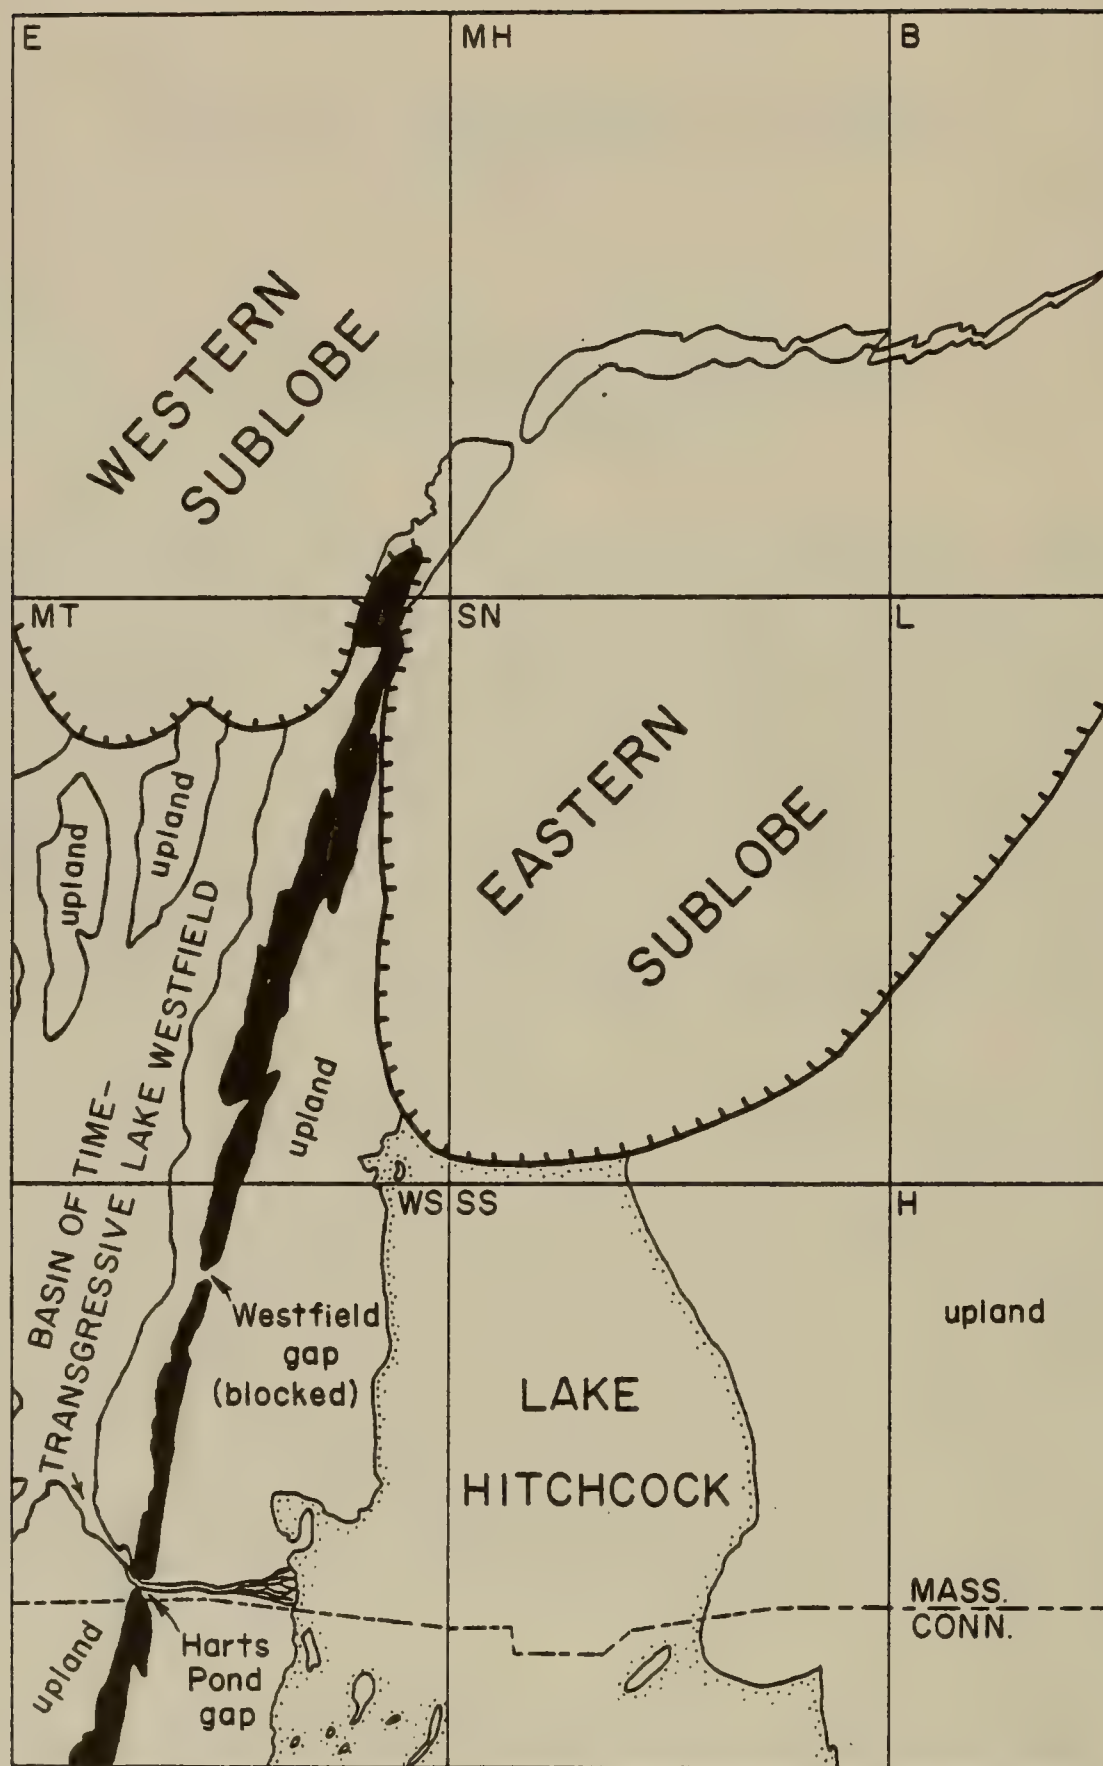 E
MH
B
WESTERN
SUBLOBE
MT
SN
L
upland
upland
EASTERN
SUBLOBE
BASIN OF TIME-
TRANSGRESSIVE LAKE WESTFIELD
upland
WS
SS
H
Westfield
gap
(blocked)
upland
LAKE
HITCHCOCK
MASS.
CONN.
upland
Harts
Pond
gap